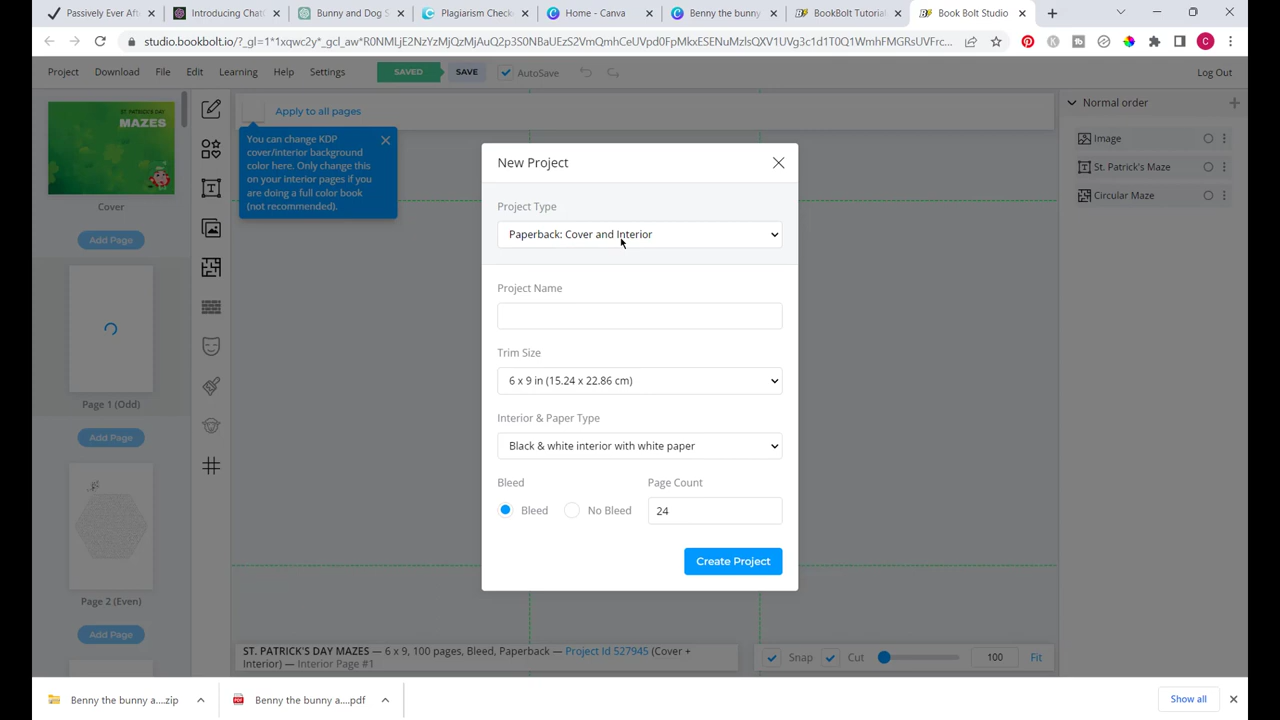 Passively Ever Aft
Introducing Chat
Bunny and Dog S
Plagiarism Check
Home - Canva
Benny the bunny
BookBolt Tutorial
Book Bolt Studio
studio.bookbolt.io/?_gl=1*1xqwc2y*_gcl_aw*
C
Project Download File Edit Learning Help Settings SAVED SAVE AutoSave Log Out
ST. PATRICK'S DAY
MAZES
Cover
Add Page
Page 1 (Odd)
Add Page
Page 2 (Even)
Add Page
Apply to all pages
You can change KDP
cover/interior background
color here. Only change this
on your interior pages if you
are doing a full color book
(not recommended).
New Project
Project Type
Paperback: Cover and Interior
Project Name
Trim Size
6 x 9 in (15.24 x 22.86 cm)
Interior & Paper Type
Black & white interior with white paper
Bleed Page Count
Bleed No Bleed 24
Create Project
Normal order
Image
St. Patrick's Maze
Circular Maze
ST. PATRICK'S DAY MAZES — 6 x 9, 100 pages, Bleed, Paperback — Project Id 527945 (Cover +
Interior) — Interior Page #1
Snap Cut 100 Fit
Benny the bunny a....zip
Benny the bunny a....pdf
Show all